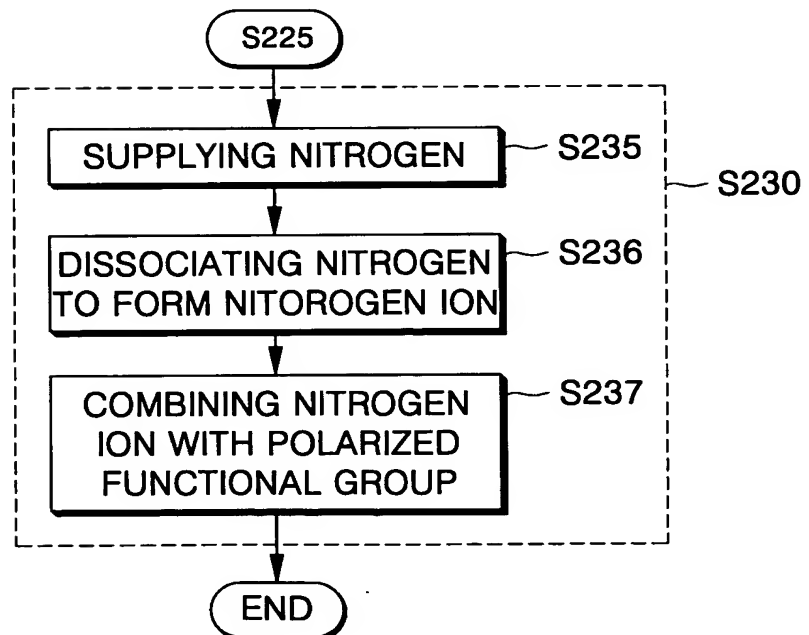 S225
SUPPLYING NITROGEN
S235
S230
DISSOCIATING NITROGEN
TO FORM NITOROGEN ION
S236
COMBINING NITROGEN
ION WITH POLARIZED
FUNCTIONAL GROUP
S237
END